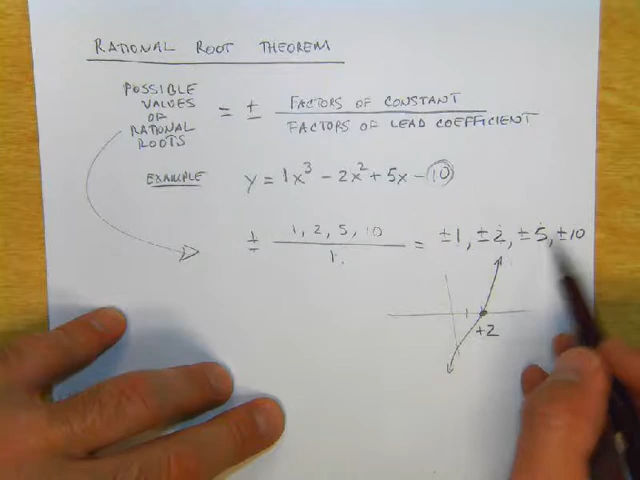 RATIONAL ROOT THEOREM
POSSIBLE
VALUES
OF
RATIONAL
ROOTS
= ± FACTORS OF CONSTANT
FACTORS OF LEAD COEFFICIENT
EXAMPLE y = 1x³ - 2x² + 5x - 10
± 1, 2, 5, 10
1.
= ±1, ±2, ±5, ±10
+2